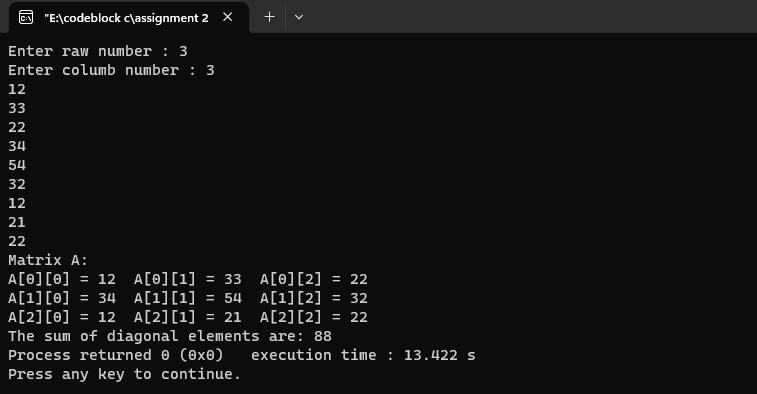 "E:\codeblock c\assignment 2
Enter raw number : 3
Enter columb number : 3
12
33
22
34
54
32
12
21
22
Matrix A:
A[0][0] = 12  A[0][1] = 33  A[0][2] = 22
A[1][0] = 34  A[1][1] = 54  A[1][2] = 32
A[2][0] = 12  A[2][1] = 21  A[2][2] = 22
The sum of diagonal elements are: 88
Process returned 0 (0x0)   execution time : 13.422 s
Press any key to continue.